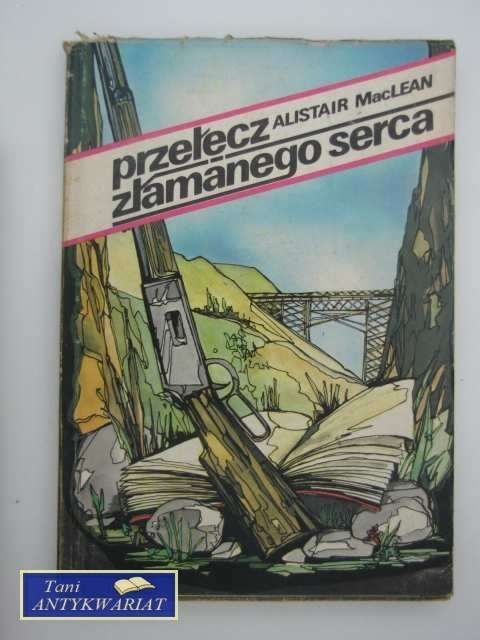 ALISTAIR MacLEAN
przełęcz
złamanego serca
Tani
ANTYKWARIAT